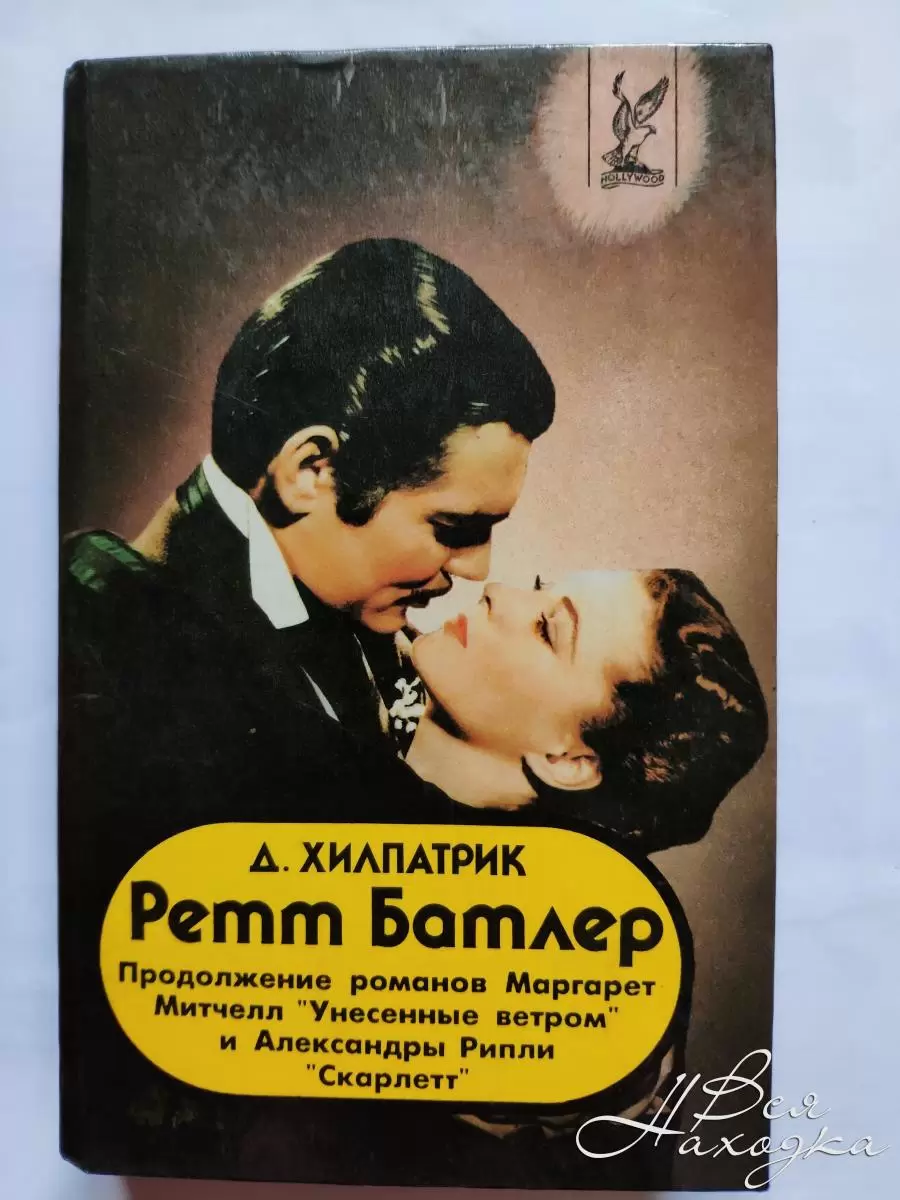 HOLLYWOOD
Д. ХИЛПАТРИК
Ретт Батлер
Продолжение романов Маргарет
Митчелл "Унесенные ветром"
и Александры Рипли
"Скарлетт"
Вся
Находка